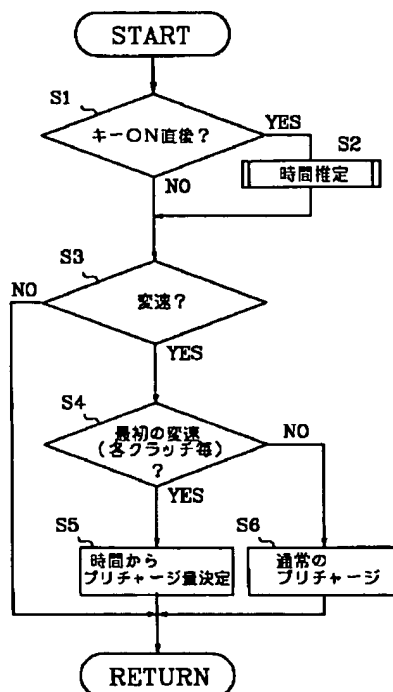 START
S1
キーON直後？
YES
S2
時間推定
NO
S3
NO
変速？
YES
S4
最初の変速
（各クラッチ毎）
？
NO
YES
S5
時間から
プリチャージ量決定
S6
通常の
プリチャージ
RETURN